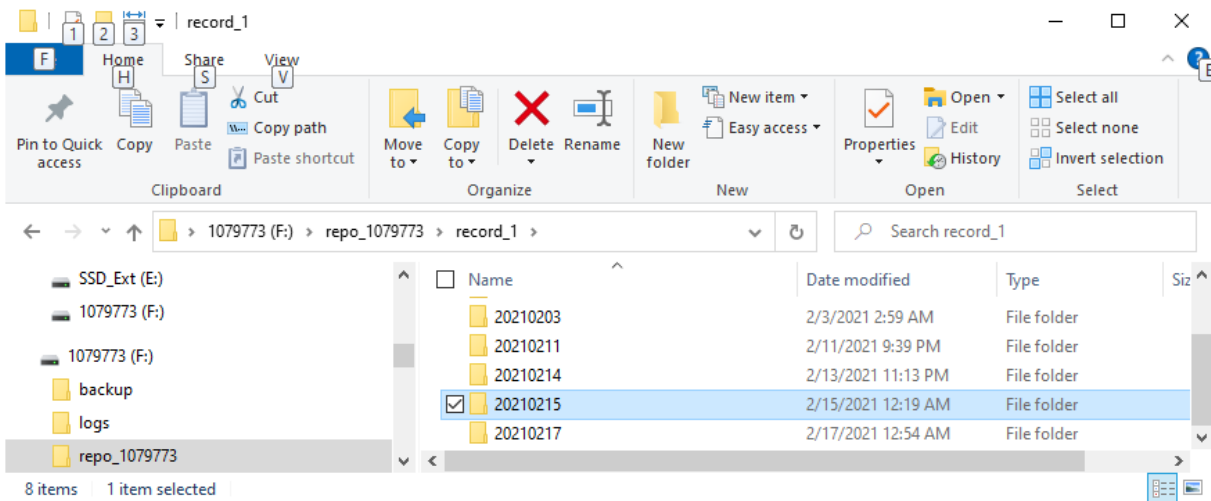 record_1
1 2 3
F Home Share View
H S V
E
Pin to Quick access
Copy
Paste
Cut
Copy path
Paste shortcut
Move to
Copy to
Delete
Rename
New folder
New item
Easy access
Properties
Open
Edit
History
Select all
Select none
Invert selection
Clipboard Organize New Open Select
1079773 (F:) > repo_1079773 > record_1 >
Search record_1
SSD_Ext (E:)
1079773 (F:)
1079773 (F:)
backup
logs
repo_1079773
Name Date modified Type Siz
20210203 2/3/2021 2:59 AM File folder
20210211 2/11/2021 9:39 PM File folder
20210214 2/13/2021 11:13 PM File folder
20210215 2/15/2021 12:19 AM File folder
20210217 2/17/2021 12:54 AM File folder
8 items 1 item selected